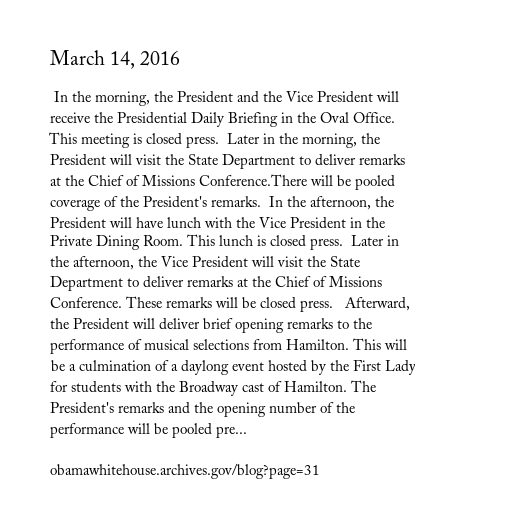 March 14, 2016
In the morning, the President and the Vice President will
receive the Presidential Daily Briefing in the Oval Office.
This meeting is closed press.  Later in the morning, the
President will visit the State Department to deliver remarks
at the Chief of Missions Conference.There will be pooled
coverage of the President's remarks.  In the afternoon, the
President will have lunch with the Vice President in the
Private Dining Room. This lunch is closed press.  Later in
the afternoon, the Vice President will visit the State
Department to deliver remarks at the Chief of Missions
Conference. These remarks will be closed press.   Afterward,
the President will deliver brief opening remarks to the
performance of musical selections from Hamilton. This will
be a culmination of a daylong event hosted by the First Lady
for students with the Broadway cast of Hamilton. The
President's remarks and the opening number of the
performance will be pooled pre...
obamawhitehouse.archives.gov/blog?page=31